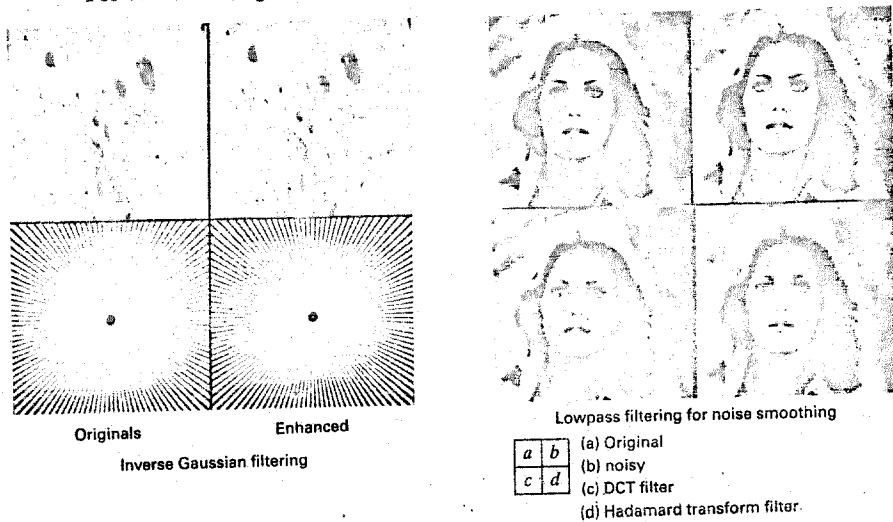 Originals Enhanced
Inverse Gaussian filtering
Lowpass filtering for noise smoothing
a b
c d
(a) Original
(b) noisy
(c) DCT filter
(d) Hadamard transform filter.